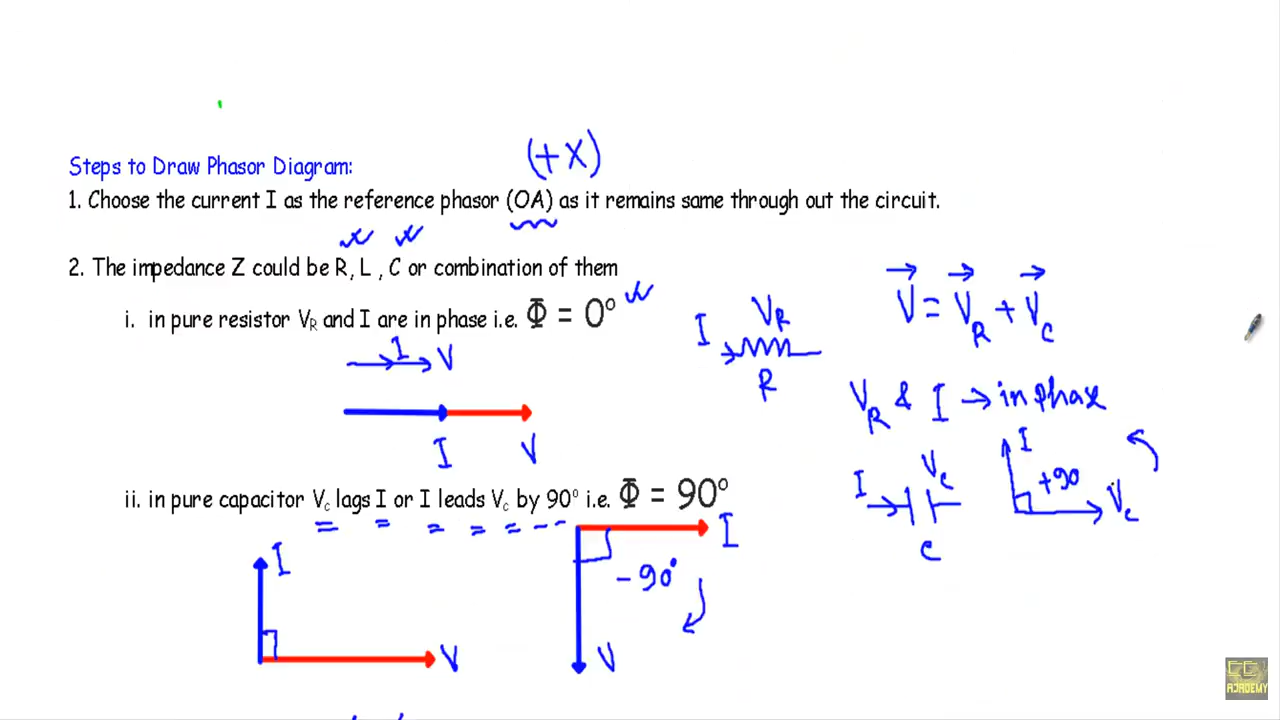 Steps to Draw Phasor Diagram:
(+X)
1. Choose the current I as the reference phasor (OA) as it remains same through out the circuit.
2. The impedance Z could be R, L , C or combination of them
i. in pure resistor VR and I are in phase i.e. Φ = 0°
I V
I V
I VR
R
V = VR + VC
VR & I → in phase
ii. in pure capacitor Vc lags I or I leads Vc by 90° i.e. Φ = 90°
I Vc
C
I
+90
Vc
I
V
I
-90°
V
CC
ACADEMY